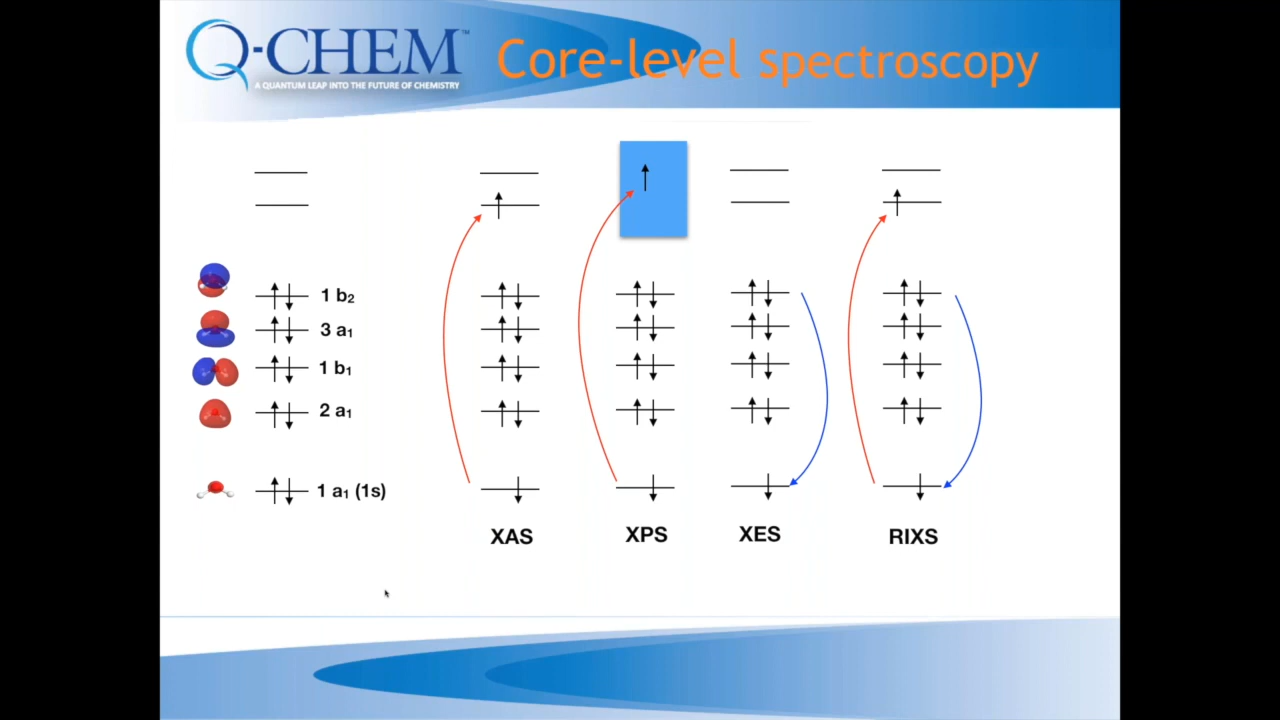 Q-CHEM™
A QUANTUM LEAP INTO THE FUTURE OF CHEMISTRY
Core-level spectroscopy
1 b₂
3 a₁
1 b₁
2 a₁
1 a₁ (1s)
XAS
XPS
XES
RIXS